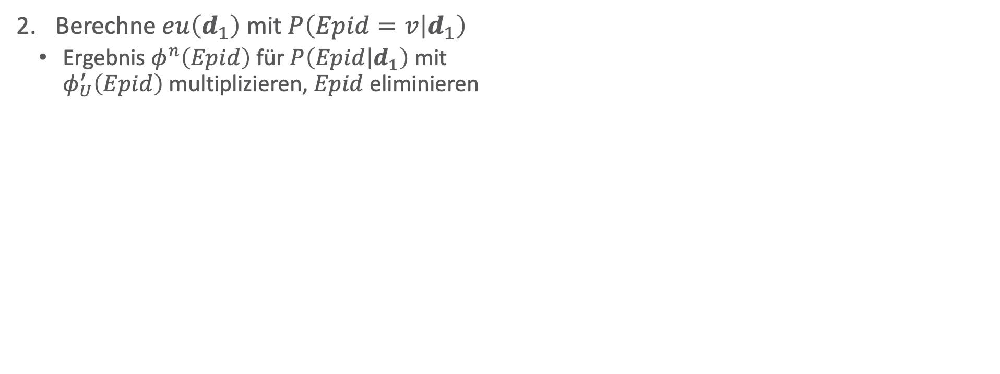 2. Berechne 𝑒𝑢(𝒅₁) mit 𝑃(𝐸𝑝𝑖𝑑 = 𝑣|𝒅₁)
• Ergebnis 𝜙ⁿ(𝐸𝑝𝑖𝑑) für 𝑃(𝐸𝑝𝑖𝑑|𝒅₁) mit
𝜙′_𝑈(𝐸𝑝𝑖𝑑) multiplizieren, 𝐸𝑝𝑖𝑑 eliminieren